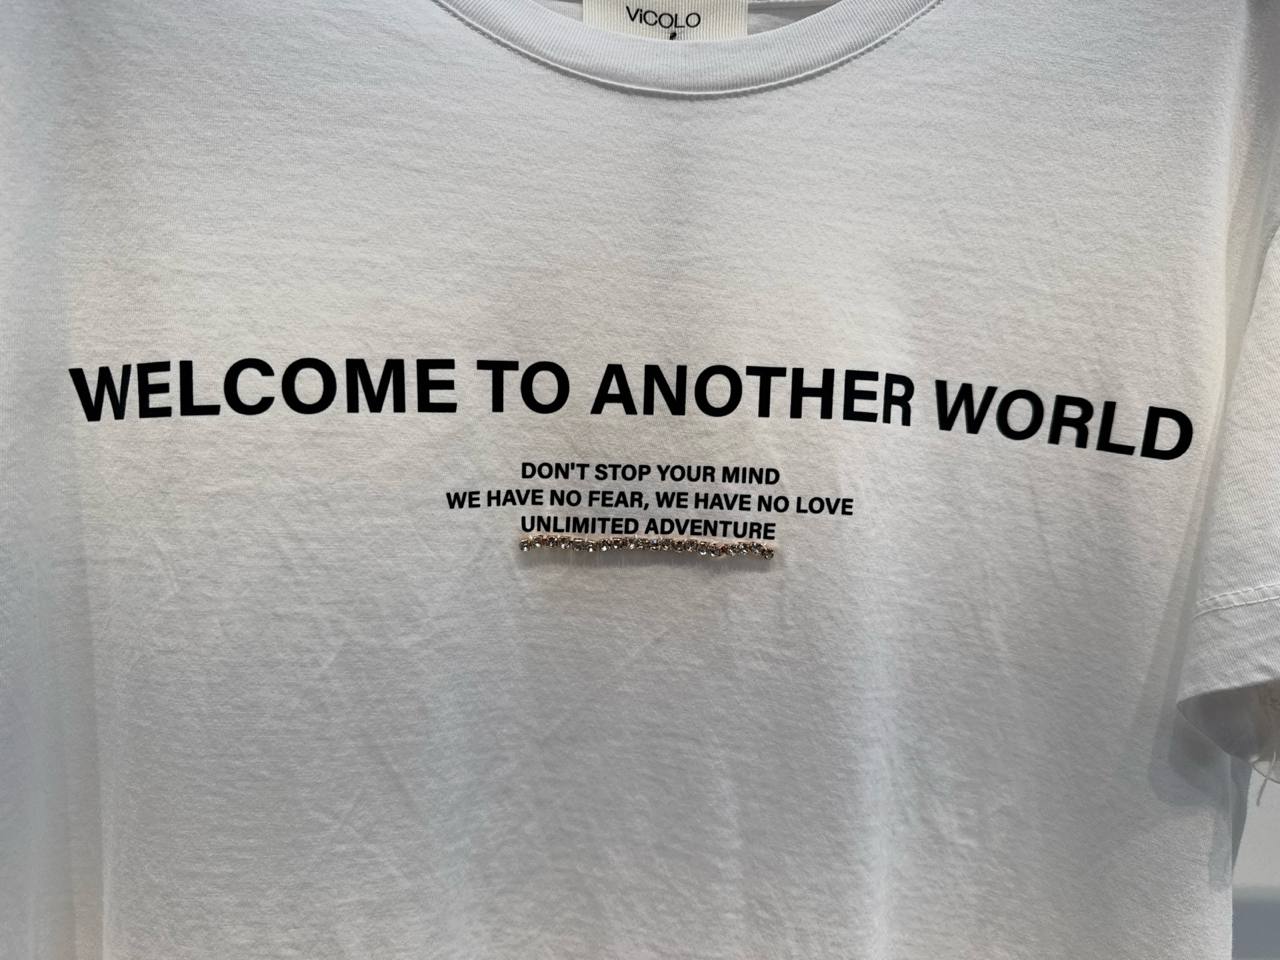 ViCOLO
WELCOME TO ANOTHER WORLD
DON'T STOP YOUR MIND
WE HAVE NO FEAR, WE HAVE NO LOVE
UNLIMITED ADVENTURE